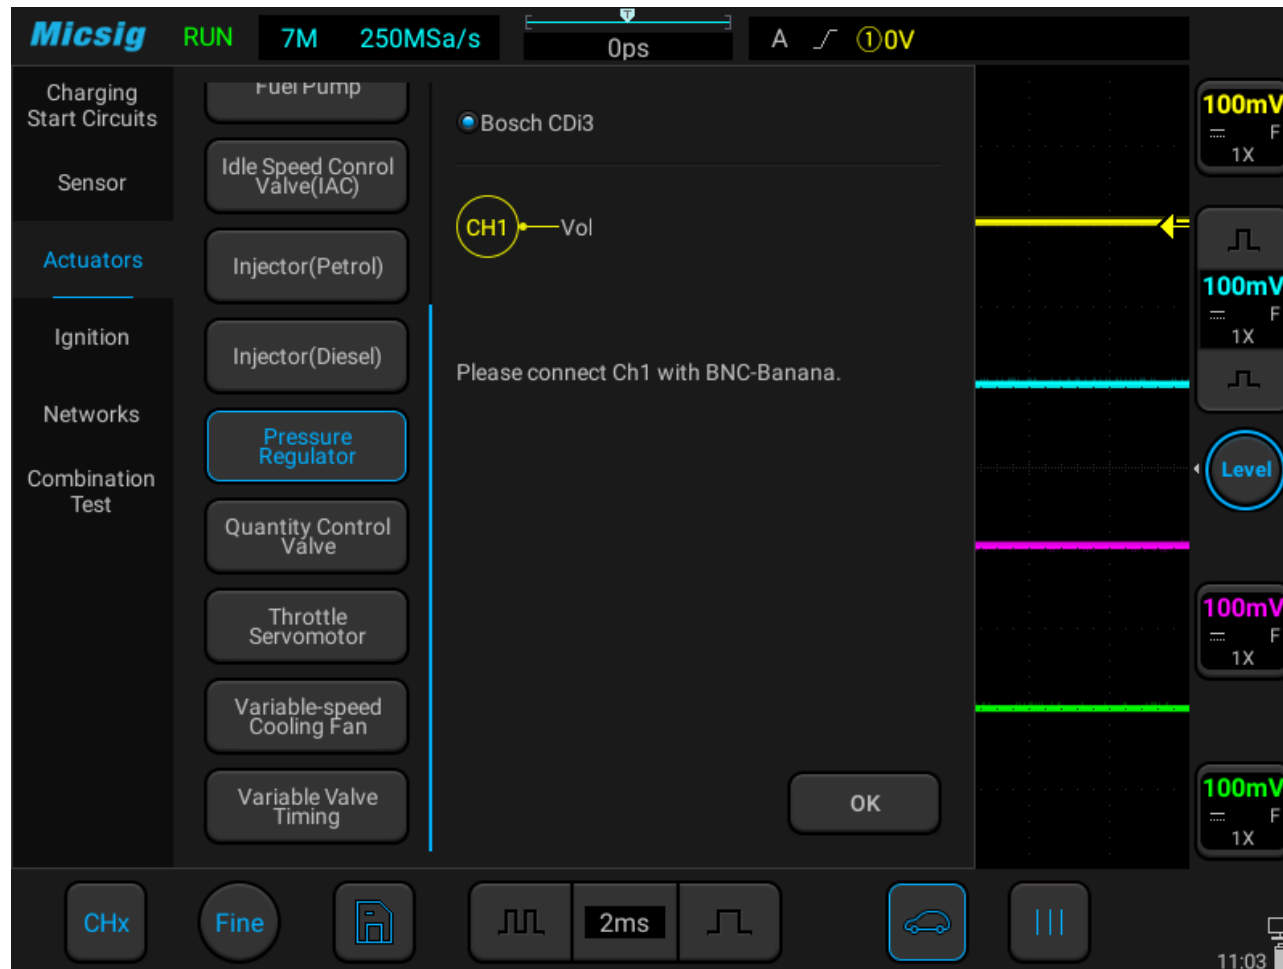 Micsig RUN 7M 250MSa/s T 0ps A ①0V
Charging
Start Circuits
Sensor
Actuators
Ignition
Networks
Combination
Test
Fuel Pump
Idle Speed Conrol
Valve(IAC)
Injector(Petrol)
Injector(Diesel)
Pressure
Regulator
Quantity Control
Valve
Throttle
Servomotor
Variable-speed
Cooling Fan
Variable Valve
Timing
Bosch CDi3
CH1 Vol
Please connect Ch1 with BNC-Banana.
OK
100mV
F
1X
100mV
F
1X
Level
100mV
F
1X
100mV
F
1X
CHx Fine 2ms
11:03